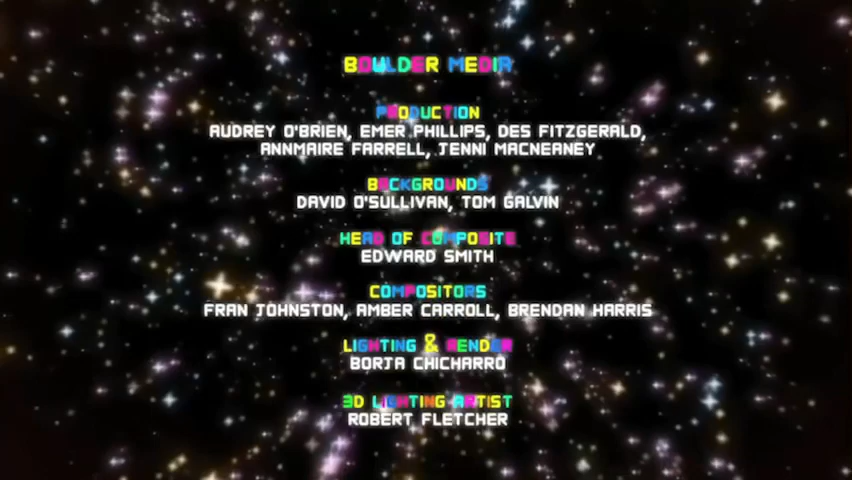 BOULDER MEDIA
PRODUCTION
AUDREY O'BRIEN, EMER PHILLIPS, DES FITZGERALD,
ANNMAIRE FARRELL, JENNI MACNEANEY
BACKGROUNDS
DAVID O'SULLIVAN, TOM GALVIN
HEAD OF COMPOSITE
EDWARD SMITH
COMPOSITORS
FRAN JOHNSTON, AMBER CARROLL, BRENDAN HARRIS
LIGHTING & RENDER
BORJA CHICHARRO
3D LIGHTING ARTIST
ROBERT FLETCHER